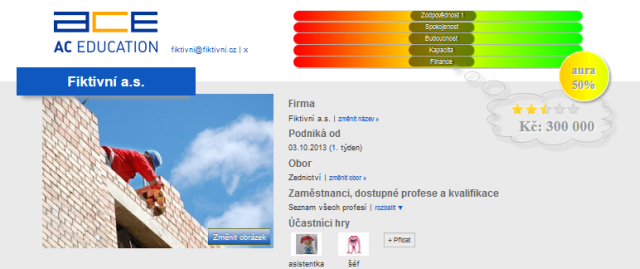 ace
AC EDUCATION
fiktivni@fiktivni.cz | x
Zodpovědnost 1
Spokojenost
Budoucnost
Kapacita
Finance
aura
50%
Kč: 300 000
Fiktivní a.s.
Firma
Fiktivní a.s. | změnit název »
Podniká od
03.10.2013 (1. týden)
Obor
Zednictví | změnit obor »
Zaměstnanci, dostupné profese a kvalifikace
Seznam všech profesí | rozbalit ▼
Účastníci hry
+ Přidat
asistentka
šéf
Změnit obrázek